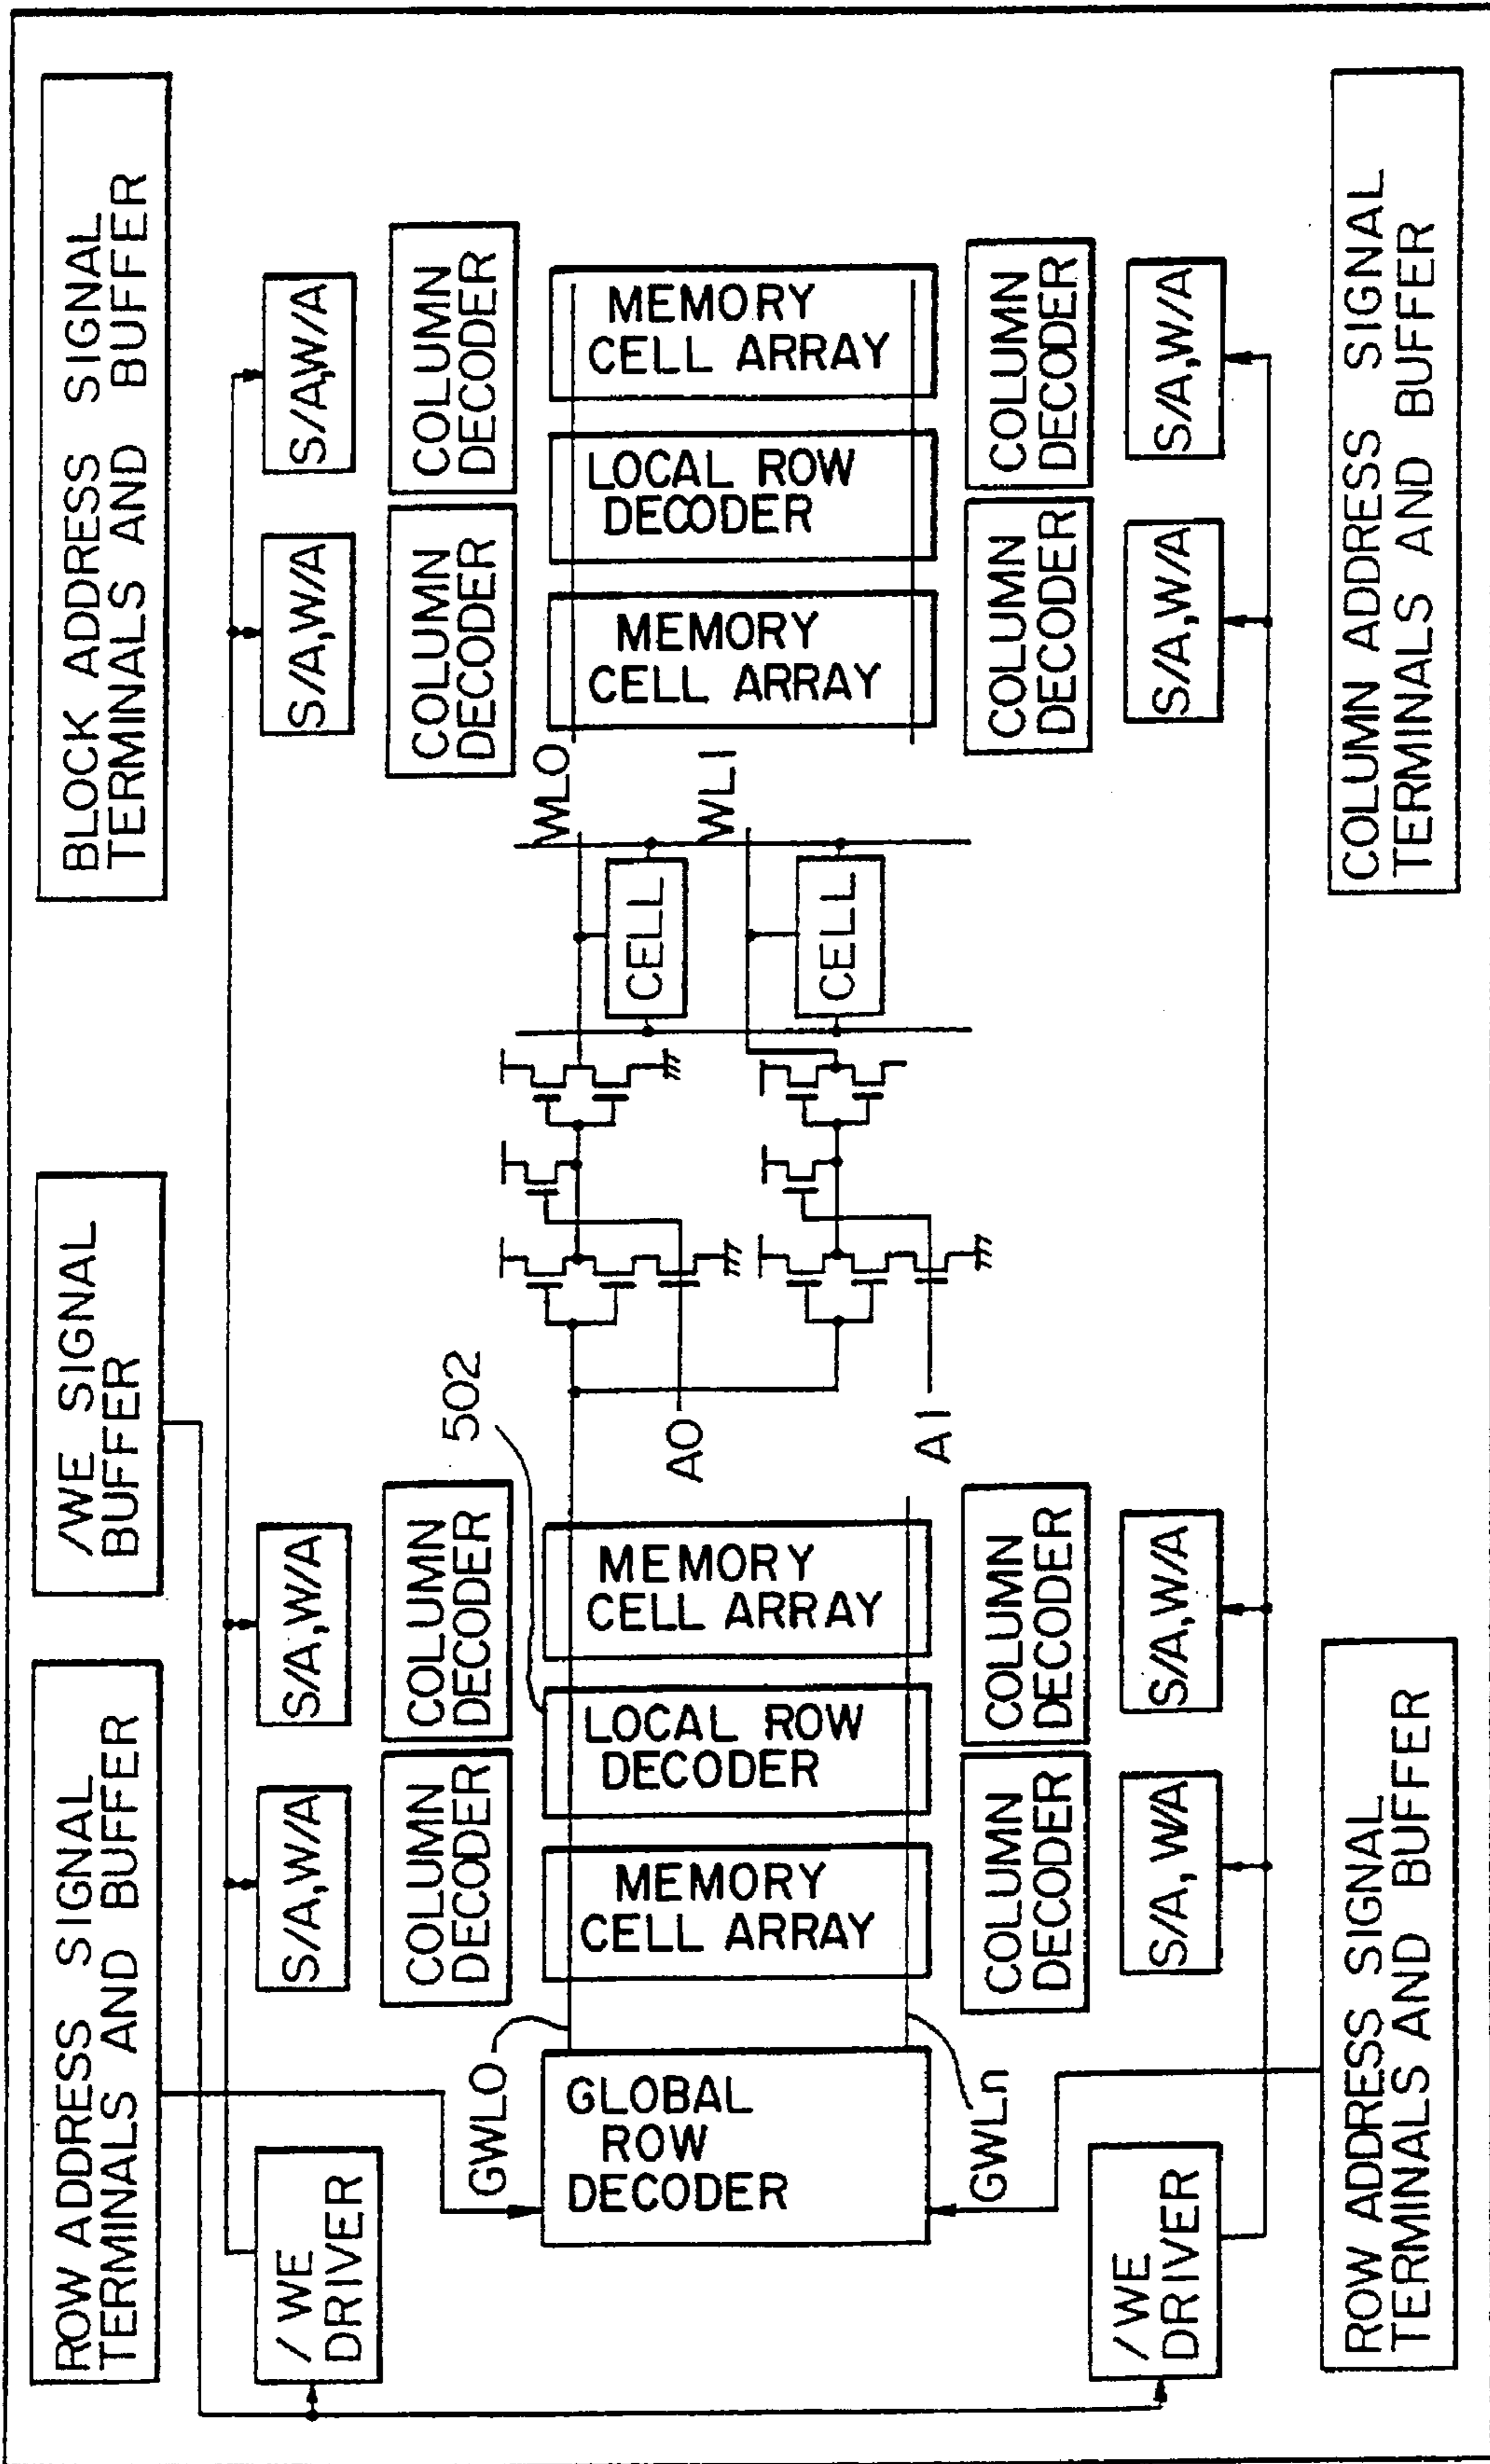 ROW ADDRESS SIGNAL
TERMINALS AND BUFFER
/WE SIGNAL
BUFFER
BLOCK ADDRESS SIGNAL
TERMINALS AND BUFFER
/WE
DRIVER
S/A,W/A
S/A,W/A
S/A,W/A
S/A,W/A
COLUMN
DECODER
COLUMN
DECODER
502
COLUMN
DECODER
COLUMN
DECODER
GWL0
GLOBAL
ROW
DECODER
MEMORY
CELL ARRAY
LOCAL ROW
DECODER
MEMORY
CELL ARRAY
A0
A1
WL0
CELL
WL1
CELL
MEMORY
CELL ARRAY
LOCAL ROW
DECODER
MEMORY
CELL ARRAY
GWLn
COLUMN
DECODER
COLUMN
DECODER
COLUMN
DECODER
COLUMN
DECODER
/WE
DRIVER
S/A, W/A
S/A,W/A
S/A,W/A
S/A,W/A
ROW ADDRESS SIGNAL
TERMINALS AND BUFFER
COLUMN ADDRESS SIGNAL
TERMINALS AND BUFFER